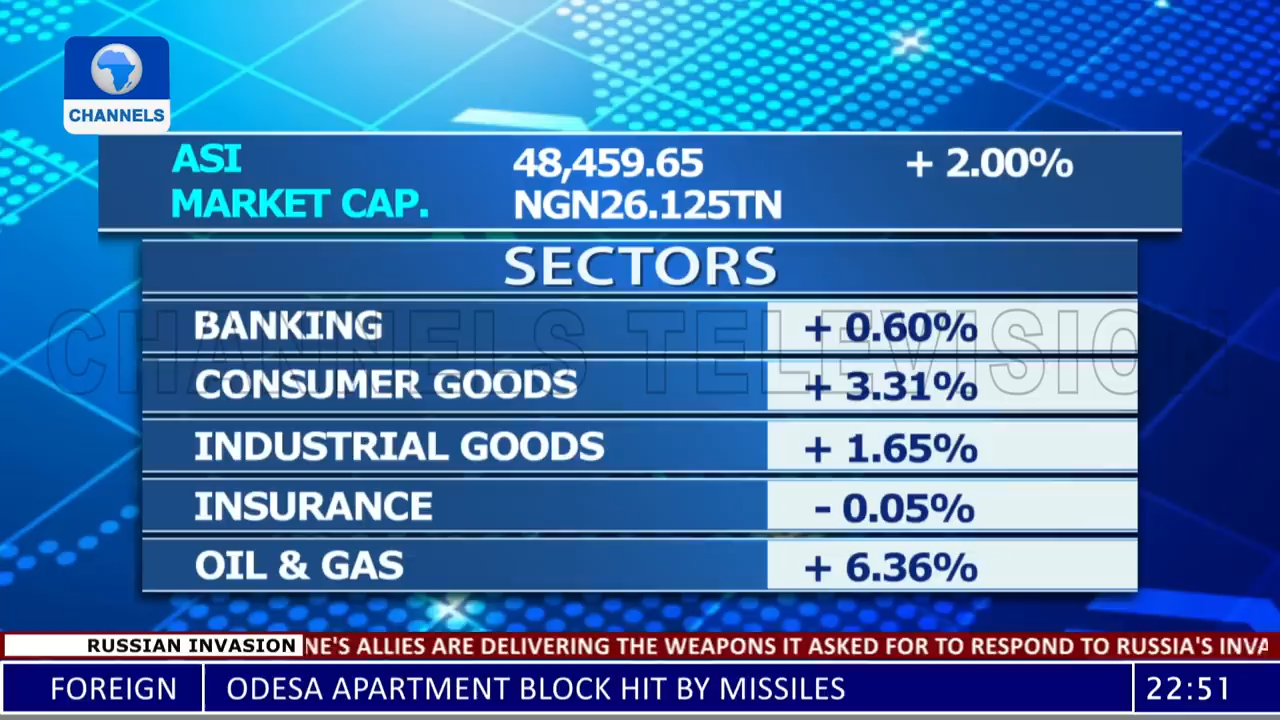 CHANNELS
ASI 48,459.65 + 2.00%
MARKET CAP. NGN26.125TN
SECTORS
CHANNELS TELEVISION
BANKING + 0.60%
CONSUMER GOODS + 3.31%
INDUSTRIAL GOODS + 1.65%
INSURANCE - 0.05%
OIL & GAS + 6.36%
RUSSIAN INVASION NE'S ALLIES ARE DELIVERING THE WEAPONS IT ASKED FOR TO RESPOND TO RUSSIA'S INVA
FOREIGN ODESA APARTMENT BLOCK HIT BY MISSILES 22:51